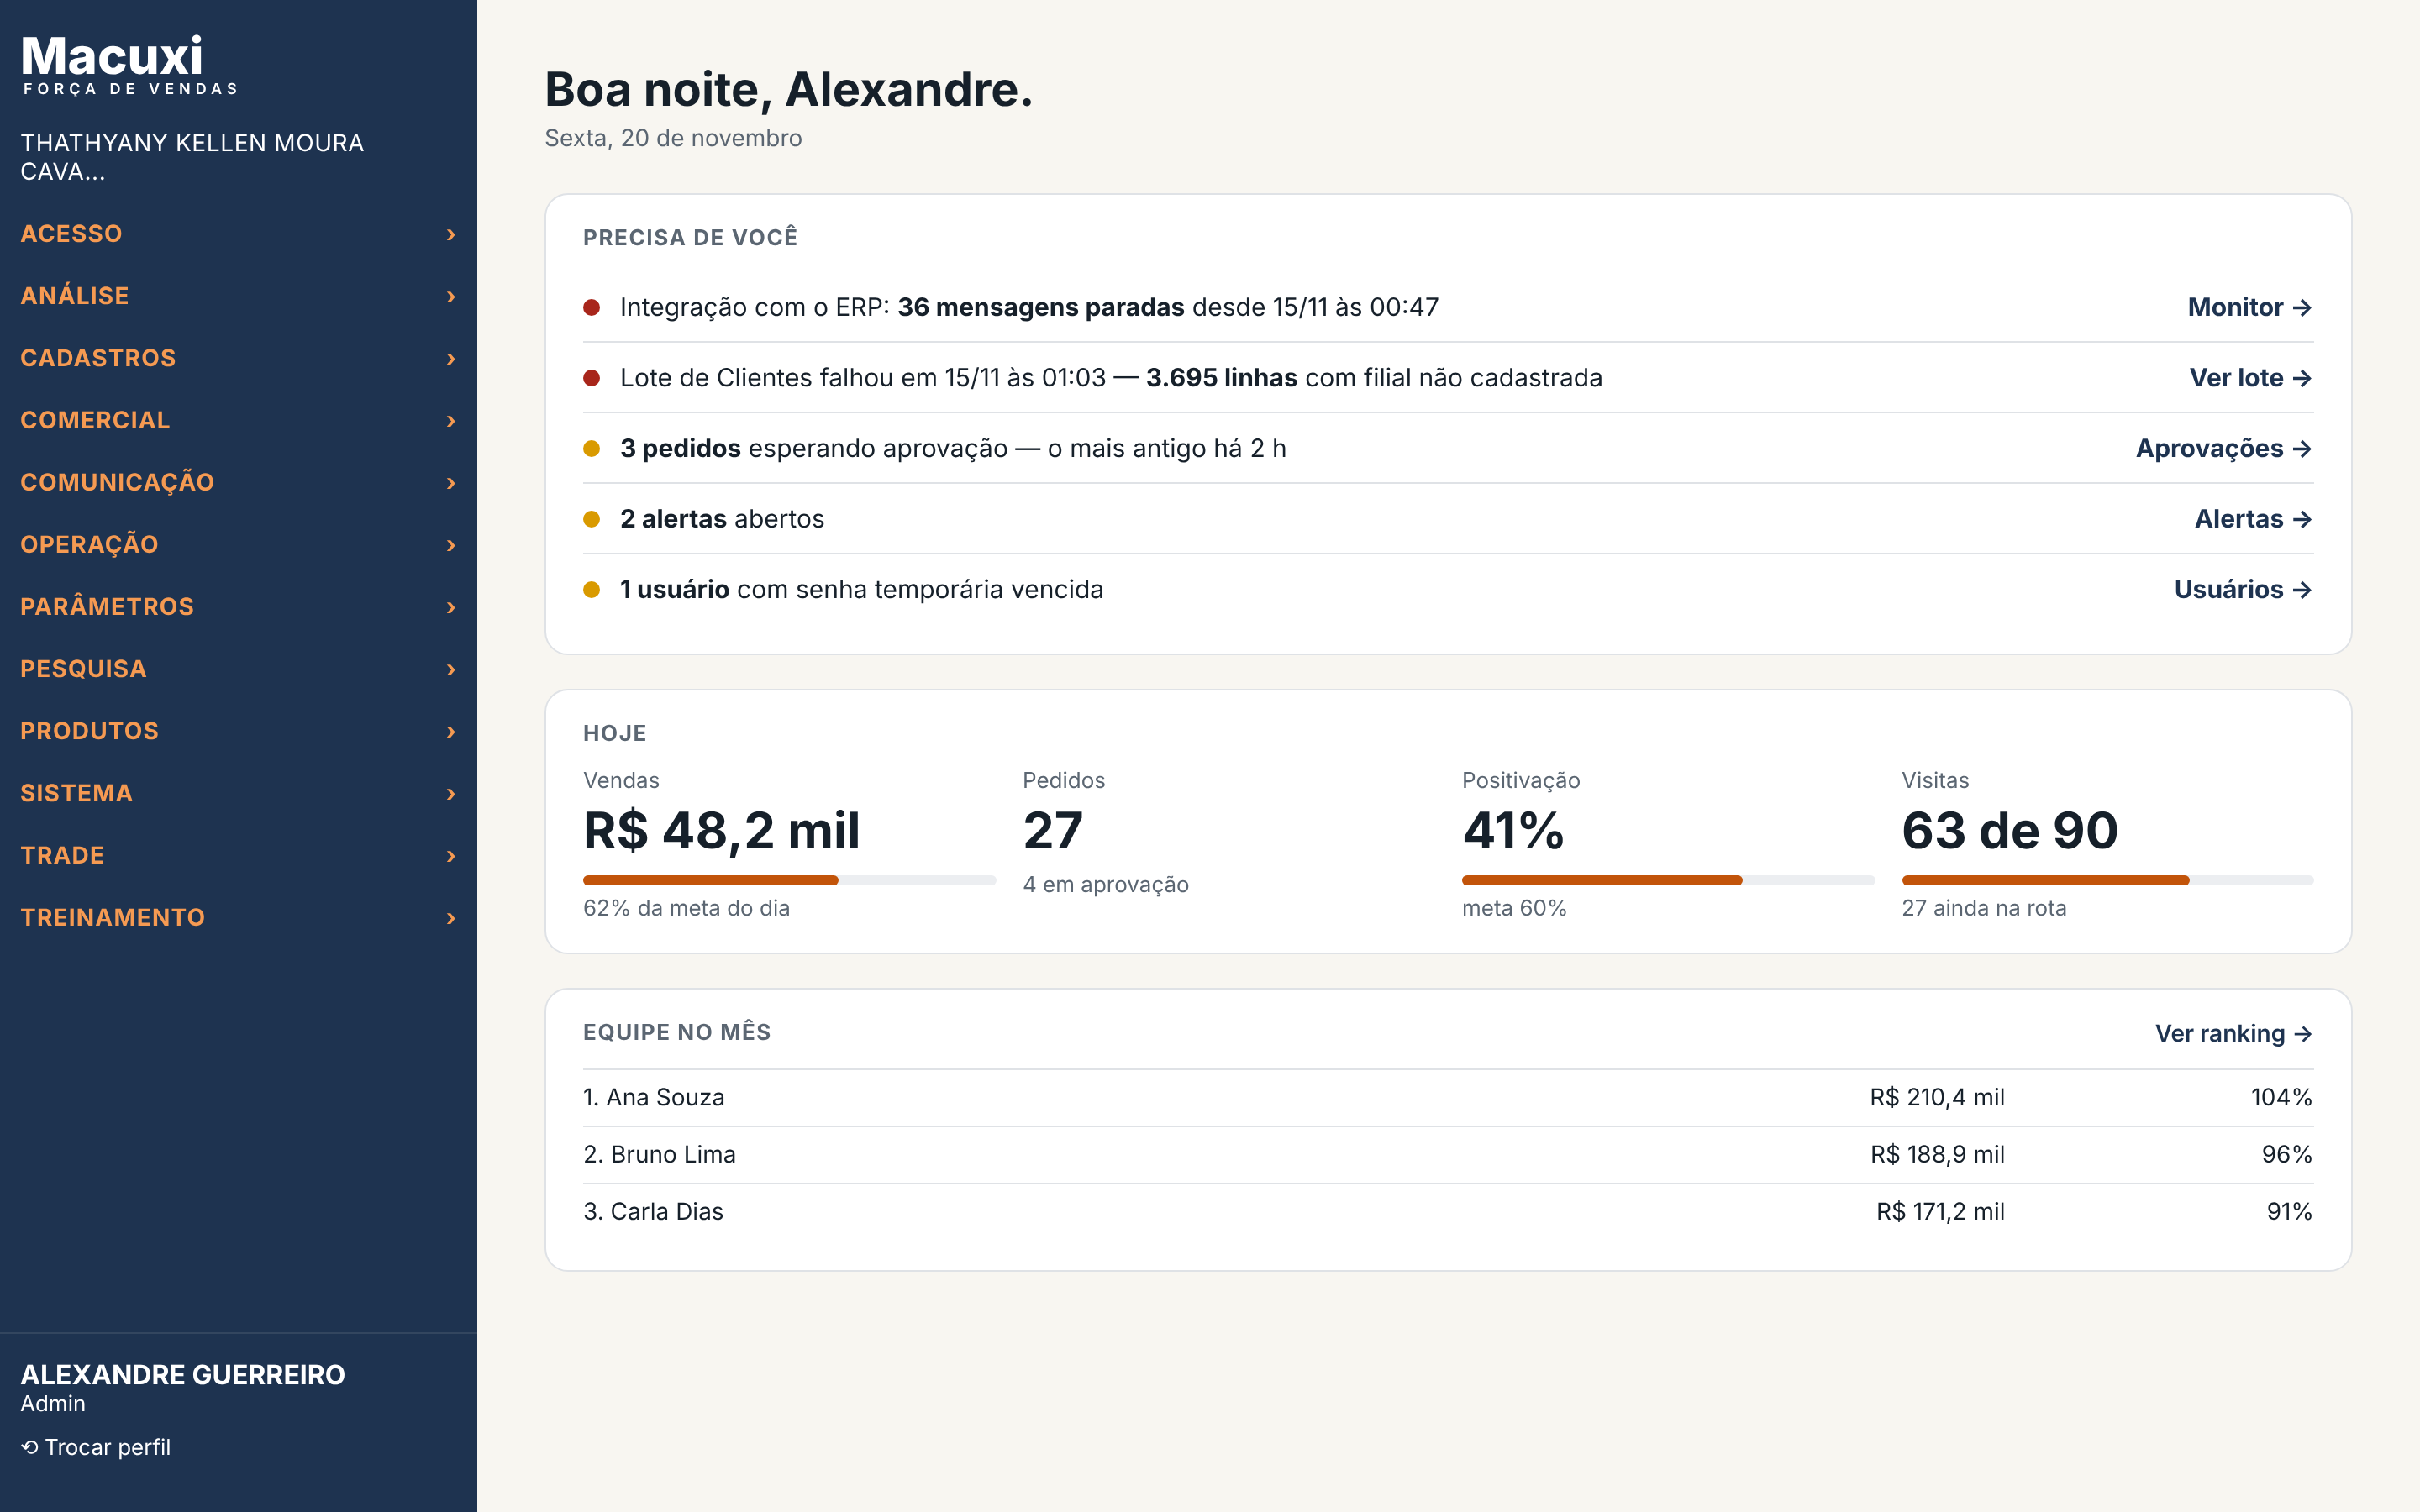 Macuxi
FORÇA DE VENDAS
THATHYANY KELLEN MOURA
CAVA...
ACESSO ›
ANÁLISE ›
CADASTROS ›
COMERCIAL ›
COMUNICAÇÃO ›
OPERAÇÃO ›
PARÂMETROS ›
PESQUISA ›
PRODUTOS ›
SISTEMA ›
TRADE ›
TREINAMENTO ›
ALEXANDRE GUERREIRO
Admin
⟲ Trocar perfil
Boa noite, Alexandre.
Sexta, 20 de novembro
PRECISA DE VOCÊ
Integração com o ERP: 36 mensagens paradas desde 15/11 às 00:47 Monitor →
Lote de Clientes falhou em 15/11 às 01:03 — 3.695 linhas com filial não cadastrada Ver lote →
3 pedidos esperando aprovação — o mais antigo há 2 h Aprovações →
2 alertas abertos Alertas →
1 usuário com senha temporária vencida Usuários →
HOJE
Vendas Pedidos Positivação Visitas
R$ 48,2 mil 27 41% 63 de 90
4 em aprovação
62% da meta do dia meta 60% 27 ainda na rota
EQUIPE NO MÊS Ver ranking →
1. Ana Souza R$ 210,4 mil 104%
2. Bruno Lima R$ 188,9 mil 96%
3. Carla Dias R$ 171,2 mil 91%